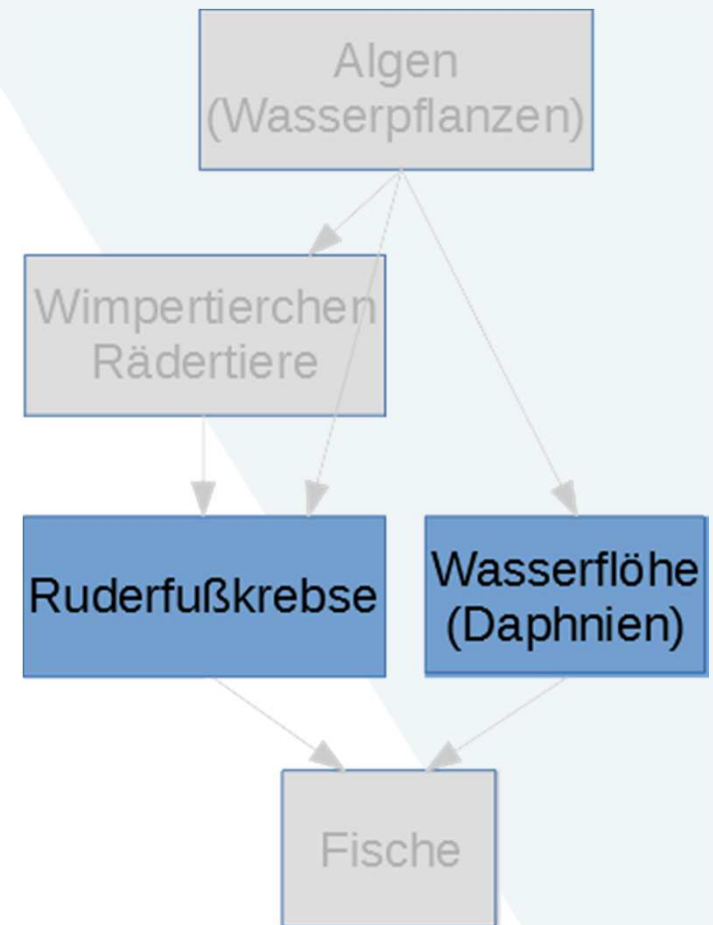 Algen
(Wasserpflanzen)
Wimpertierchen
Rädertiere
Ruderfußkrebse
Wasserflöhe
(Daphnien)
Fische